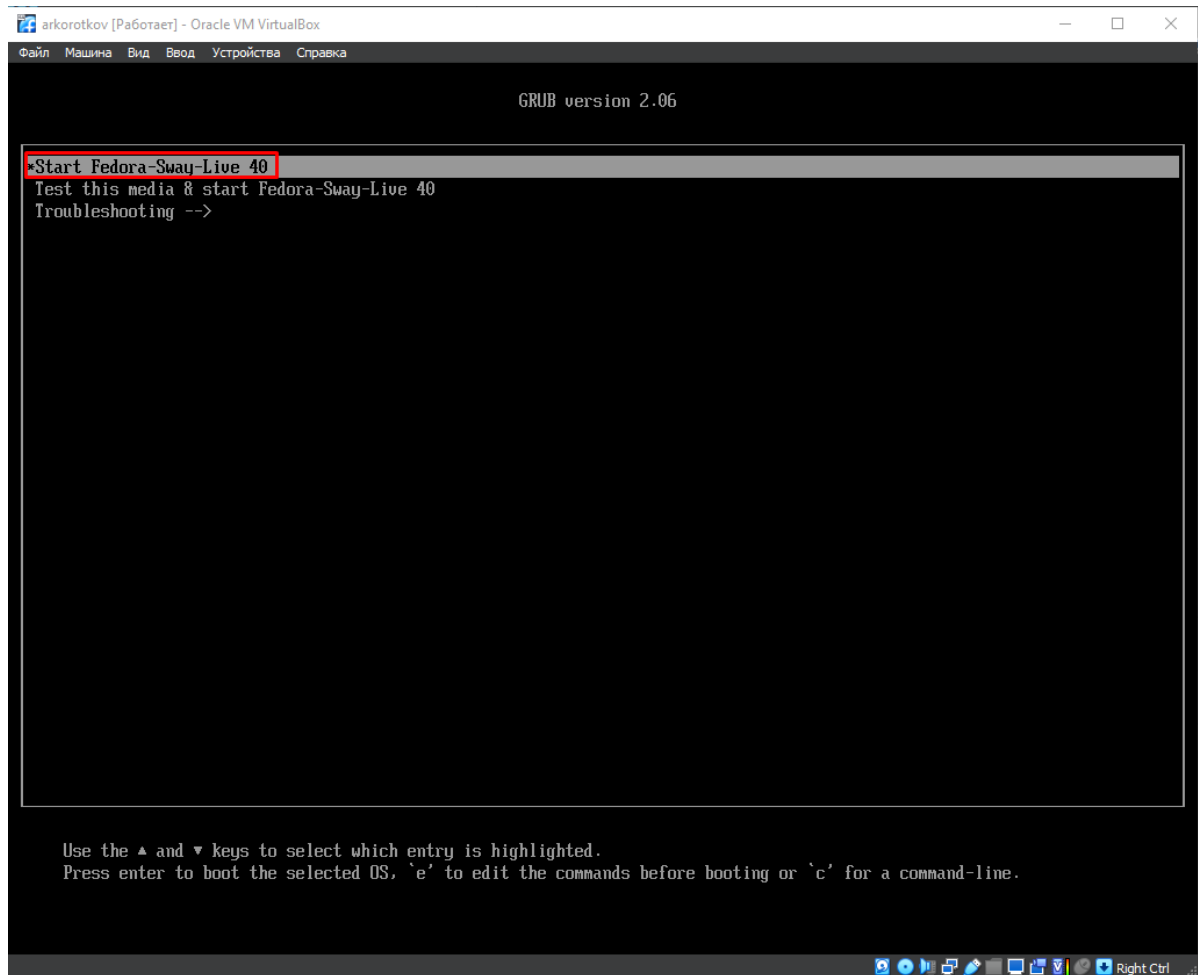 arkorotkov [Работает] - Oracle VM VirtualBox
Файл Машина Вид Ввод Устройства Справка
GRUB version 2.06
*Start Fedora-Sway-Live 40
Test this media & start Fedora-Sway-Live 40
Troubleshooting -->
Use the ▲ and ▼ keys to select which entry is highlighted.
Press enter to boot the selected OS, `e' to edit the commands before booting or `c' for a command-line.
Right Ctrl